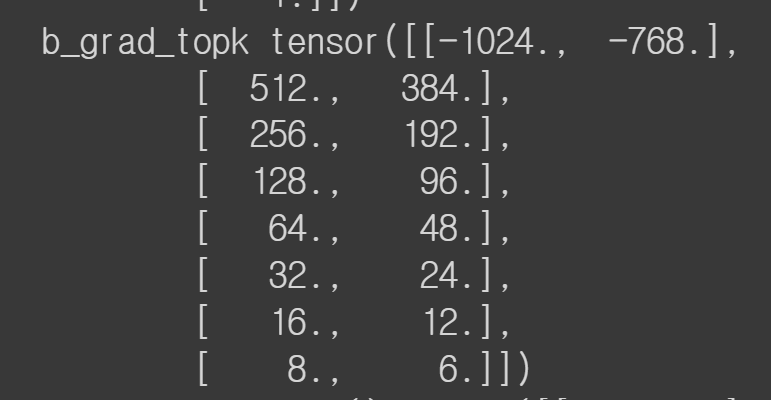 b_grad_topk tensor([[-1024.,  -768.],
        [  512.,   384.],
        [  256.,   192.],
        [  128.,    96.],
        [   64.,    48.],
        [   32.,    24.],
        [   16.,    12.],
        [    8.,     6.]])